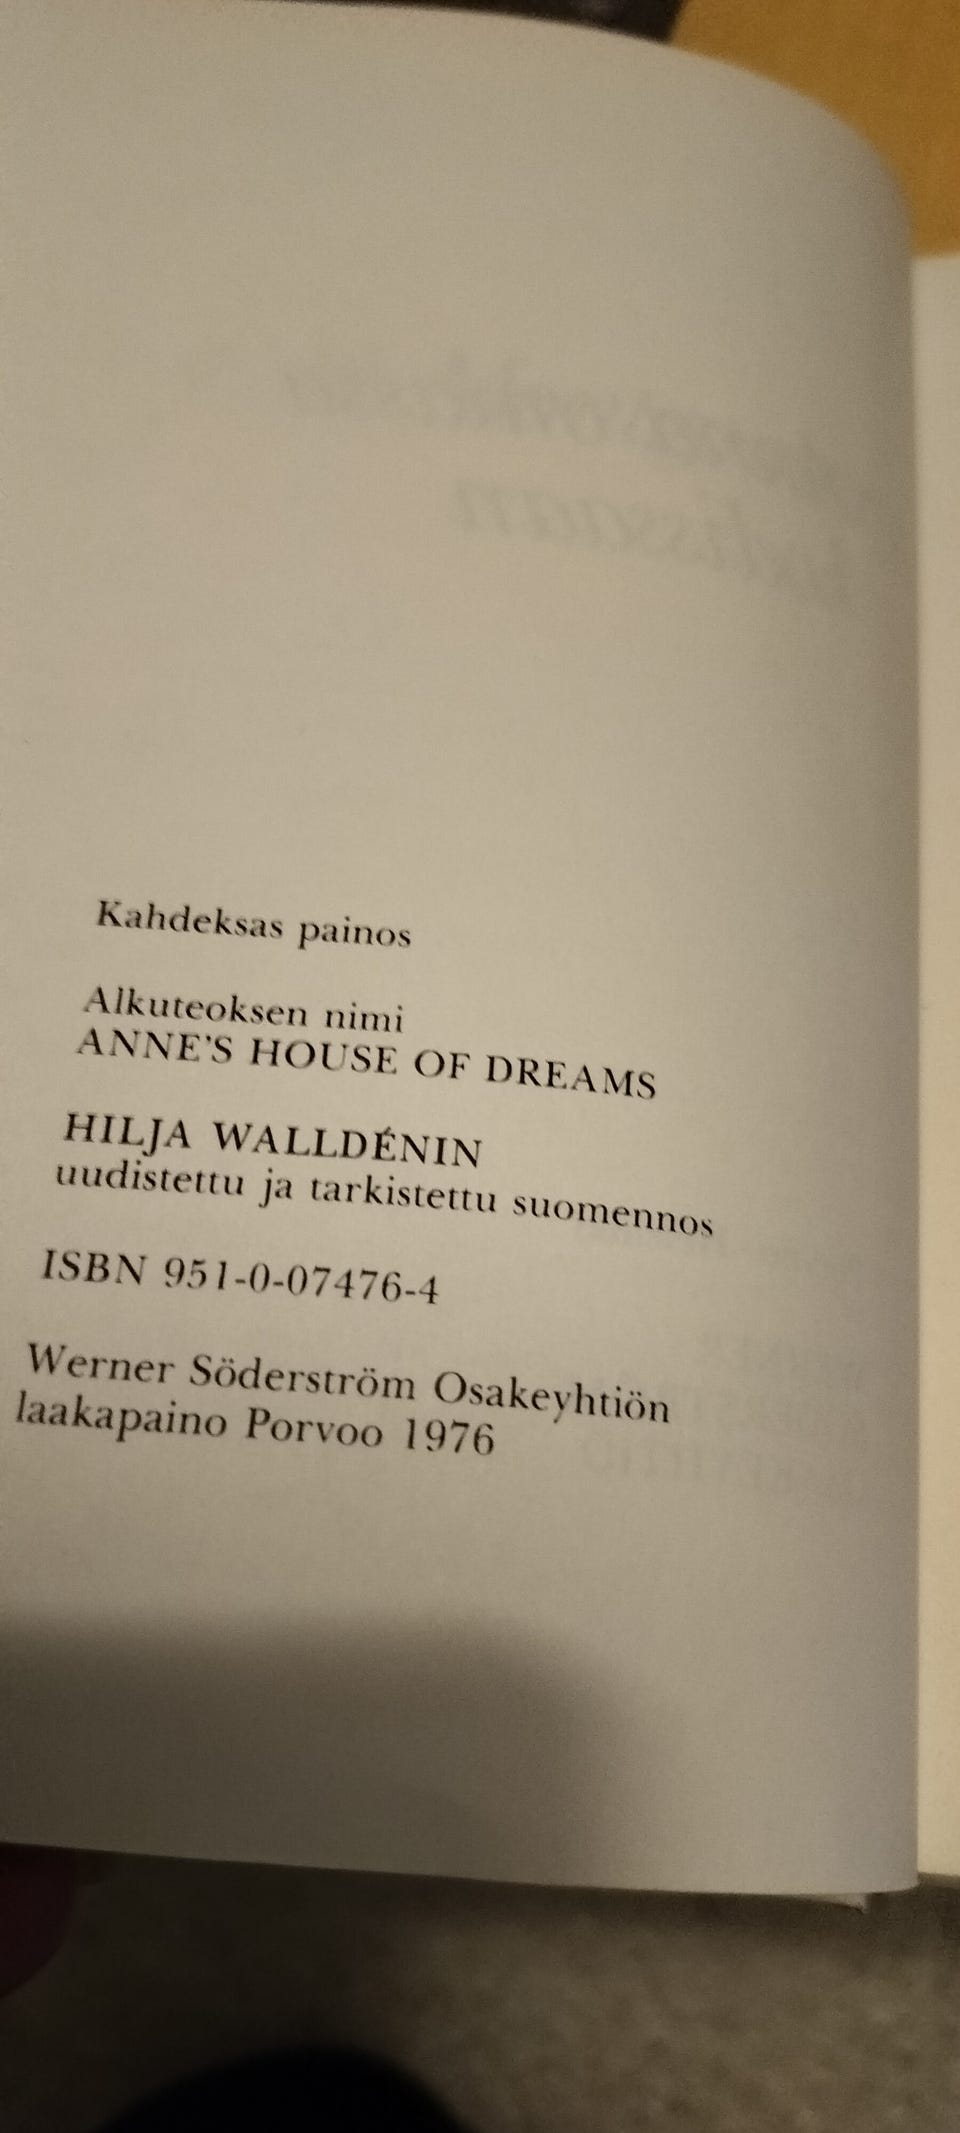 Kahdeksas painos
Alkuteoksen nimi
ANNE'S HOUSE OF DREAMS
HILJA WALLDÉNIN
uudistettu ja tarkistettu suomennos
ISBN 951-0-07476-4
Werner Söderström Osakeyhtiön
laakapaino Porvoo 1976